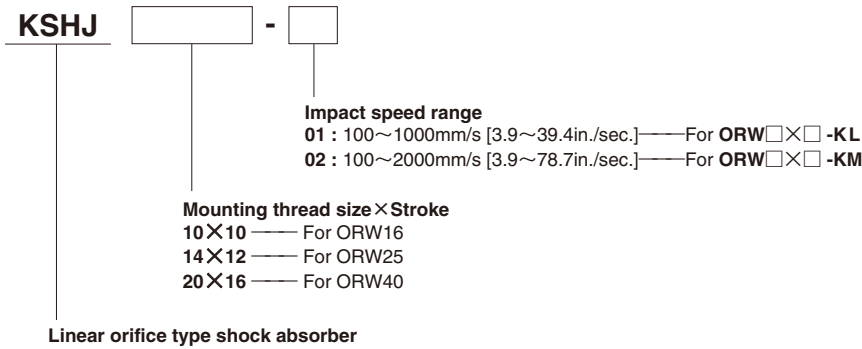 KSHJ -
Impact speed range
01 : 100～1000mm/s [3.9～39.4in./sec.]───For ORW□×□ -KL
02 : 100～2000mm/s [3.9～78.7in./sec.]───For ORW□×□ -KM
Mounting thread size×Stroke
10×10 ─── For ORW16
14×12 ─── For ORW25
20×16 ─── For ORW40
Linear orifice type shock absorber